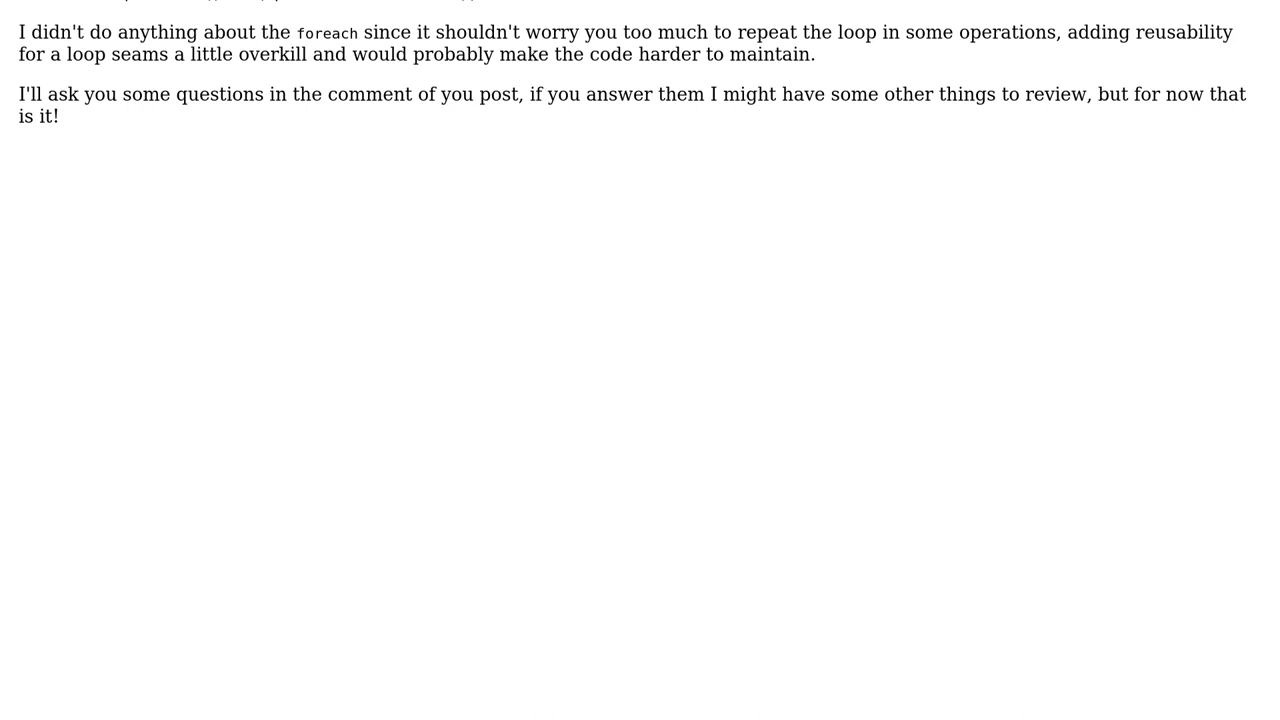 I didn't do anything about the foreach since it shouldn't worry you too much to repeat the loop in some operations, adding reusability
for a loop seams a little overkill and would probably make the code harder to maintain.
I'll ask you some questions in the comment of you post, if you answer them I might have some other things to review, but for now that
is it!